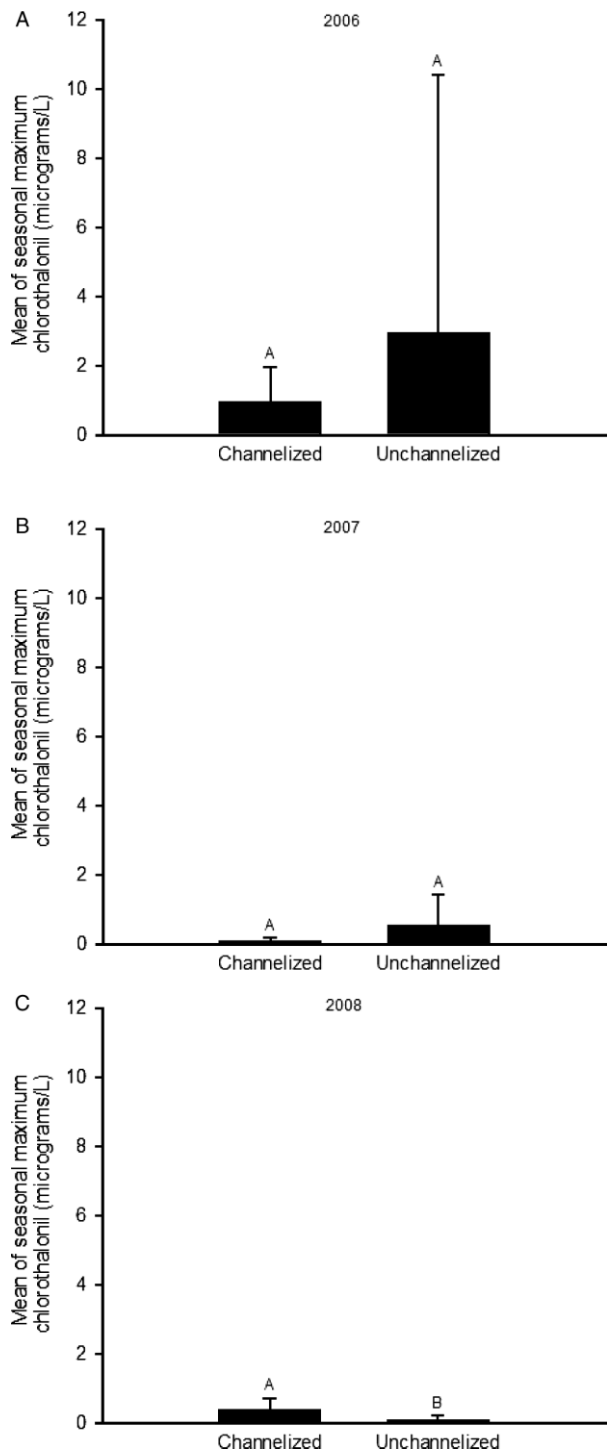 A
2006
Mean of seasonal maximum
chlorothalonil (micrograms/L)
12
10
8
6
4
2
0
A
A
Channelized
Unchannelized
B
2007
Mean of seasonal maximum
chlorothalonil (micrograms/L)
12
10
8
6
4
2
0
A
A
Channelized
Unchannelized
C
2008
Mean of seasonal maximum
chlorothalonil (micrograms/L)
12
10
8
6
4
2
0
A
B
Channelized
Unchannelized